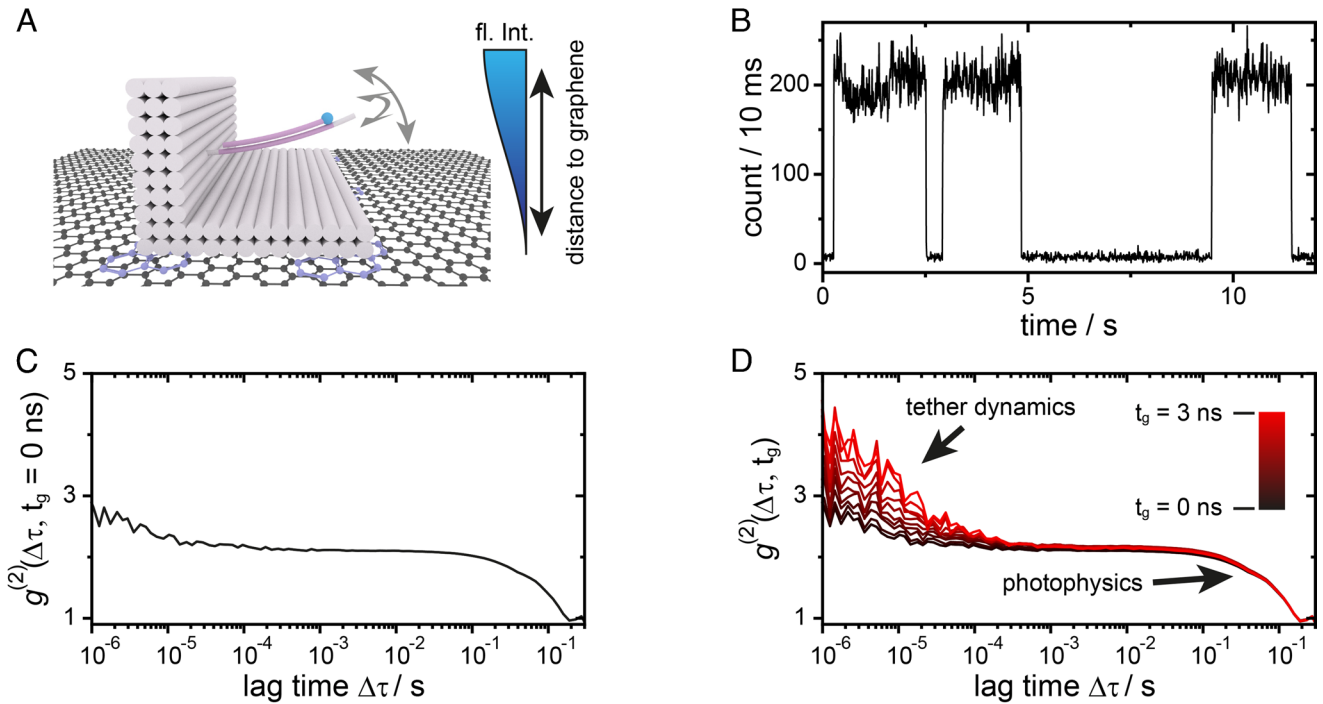 A
fl. Int.
distance to graphene
B
count / 10 ms
200
100
0
0
5
10
time / s
C
g(2)(Δτ, tg = 0 ns)
5
3
1
10-6
10-5
10-4
10-3
10-2
10-1
10-1
lag time Δτ / s
D
g(2)(Δτ, tg)
5
3
1
tether dynamics
tg = 3 ns
tg = 0 ns
photophysics
10-6
10-5
10-4
10-3
10-2
10-1
10-1
lag time Δτ / s